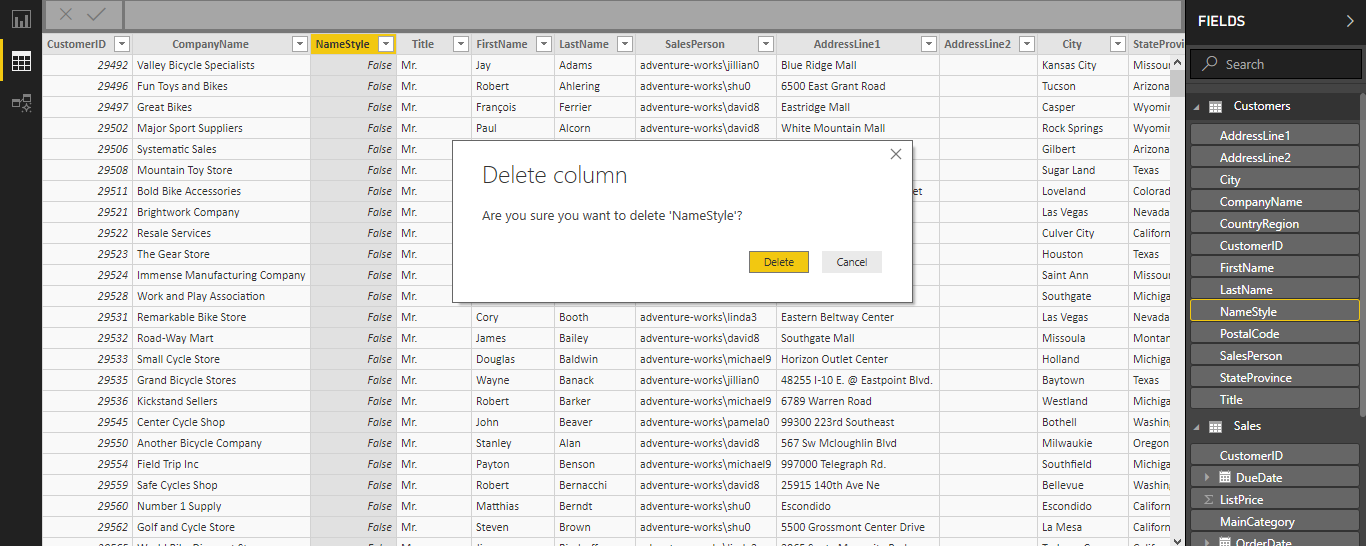 FIELDS
CustomerID CompanyName NameStyle Title FirstName LastName SalesPerson AddressLine1 AddressLine2 City StateProvi
Search
29492 Valley Bicycle Specialists False Mr. Jay Adams adventure-works\jillian0 Blue Ridge Mall Kansas City Missour
29496 Fun Toys and Bikes False Mr. Robert Ahlering adventure-works\shu0 6500 East Grant Road Tucson Arizona
29497 Great Bikes False Mr. François Ferrier adventure-works\david8 Eastridge Mall Casper Wyomin
29502 Major Sport Suppliers False Mr. Paul Alcorn adventure-works\david8 White Mountain Mall Rock Springs Wyomin
29506 Systematic Sales False Mr. Gilbert Arizona
29508 Mountain Toy Store False Mr. Sugar Land Texas
29511 Bold Bike Accessories False Mr. et Loveland Colorad
29521 Brightwork Company False Mr. Las Vegas Nevada
29522 Resale Services False Mr. Culver City Californ
29523 The Gear Store False Mr. Houston Texas
29524 Immense Manufacturing Company False Mr. Saint Ann Missour
29528 Work and Play Association False Mr. Southgate Michiga
29531 Remarkable Bike Store False Mr. Cory Booth adventure-works\linda3 Eastern Beltway Center Las Vegas Nevada
29532 Road-Way Mart False Mr. James Bailey adventure-works\david8 Southgate Mall Missoula Montan
29533 Small Cycle Store False Mr. Douglas Baldwin adventure-works\michael9 Horizon Outlet Center Holland Michiga
29535 Grand Bicycle Stores False Mr. Wayne Banack adventure-works\jillian0 48255 I-10 E. @ Eastpoint Blvd. Baytown Texas
29536 Kickstand Sellers False Mr. Robert Barker adventure-works\michael9 6789 Warren Road Westland Michiga
29545 Center Cycle Shop False Mr. John Beaver adventure-works\pamela0 99300 223rd Southeast Bothell Washing
29550 Another Bicycle Company False Mr. Stanley Alan adventure-works\david8 567 Sw Mcloughlin Blvd Milwaukie Oregon
29554 Field Trip Inc False Mr. Payton Benson adventure-works\michael9 997000 Telegraph Rd. Southfield Michiga
29559 Safe Cycles Shop False Mr. Robert Bernacchi adventure-works\david8 25915 140th Ave Ne Bellevue Washing
29560 Number 1 Supply False Mr. Matthias Berndt adventure-works\shu0 Escondido Escondido Californ
29562 Golf and Cycle Store False Mr. Steven Brown adventure-works\shu0 5500 Grossmont Center Drive La Mesa Californ
Delete column
Are you sure you want to delete 'NameStyle'?
Delete Cancel
Customers
AddressLine1
AddressLine2
City
CompanyName
CountryRegion
CustomerID
FirstName
LastName
NameStyle
PostalCode
SalesPerson
StateProvince
Title
Sales
CustomerID
DueDate
ListPrice
MainCategory
OrderDate